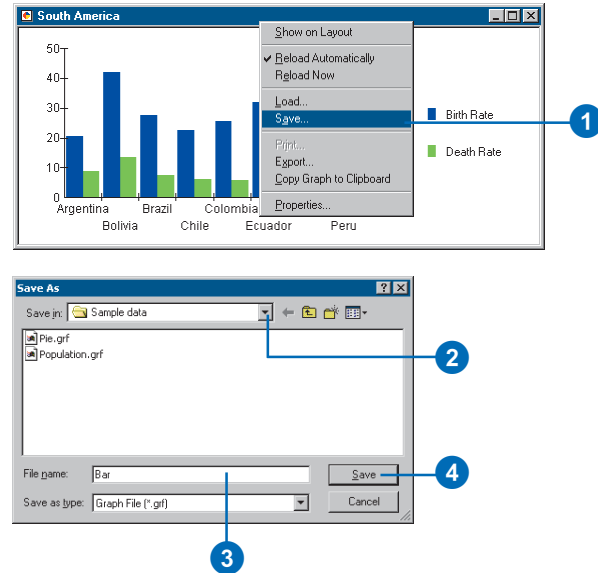 South America
Show on Layout
Reload Automatically
Reload Now
Load...
Save...
Print...
Export...
Copy Graph to Clipboard
Properties...
50
40
30
20
10
0
Argentina
Bolivia
Brazil
Chile
Colombia
Ecuador
Peru
Birth Rate
Death Rate
1
Save As
Save in:
Sample data
Pie.grf
Population.grf
2
File name:
Bar
Save
4
Save as type:
Graph File (*.grf)
Cancel
3